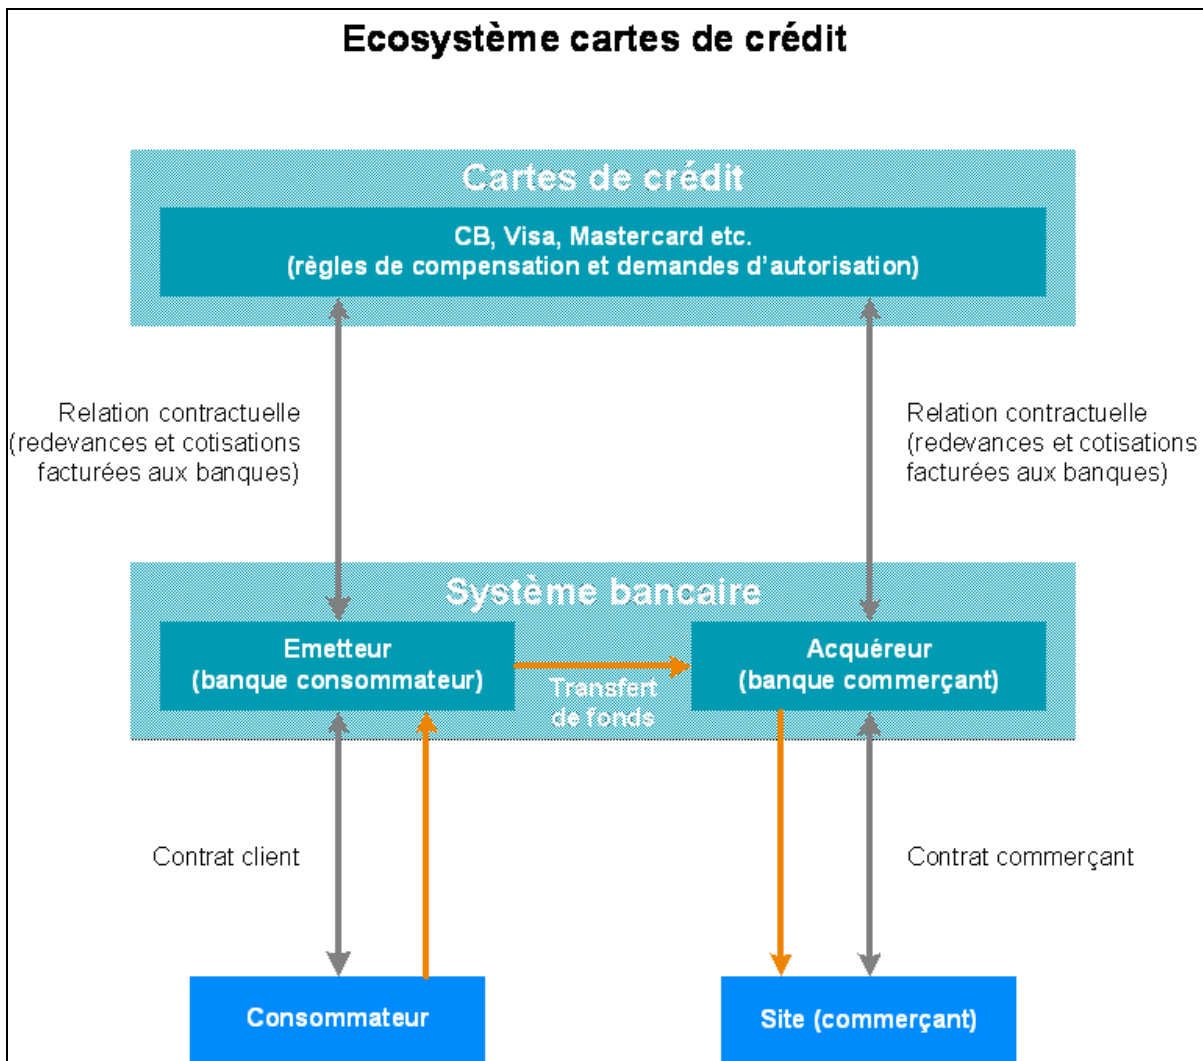 Ecosystème cartes de crédit
Cartes de crédit
CB, Visa, Mastercard etc.
(règles de compensation et demandes d'autorisation)
Relation contractuelle
(redevances et cotisations
facturées aux banques)
Relation contractuelle
(redevances et cotisations
facturées aux banques)
Système bancaire
Emetteur
(banque consommateur)
Transfert
de fonds
Acquéreur
(banque commerçant)
Contrat client
Contrat commerçant
Consommateur
Site (commerçant)